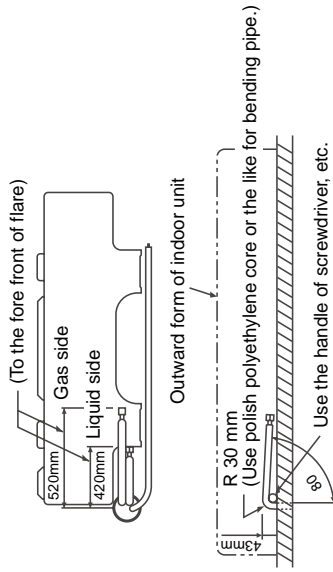 (To the fore front of flare)
Gas side
520mm
Liquid side
420mm
Outward form of indoor unit
R 30 mm
(Use polish polyethylene core or the like for bending pipe.)
43mm
80
Use the handle of screwdriver, etc.